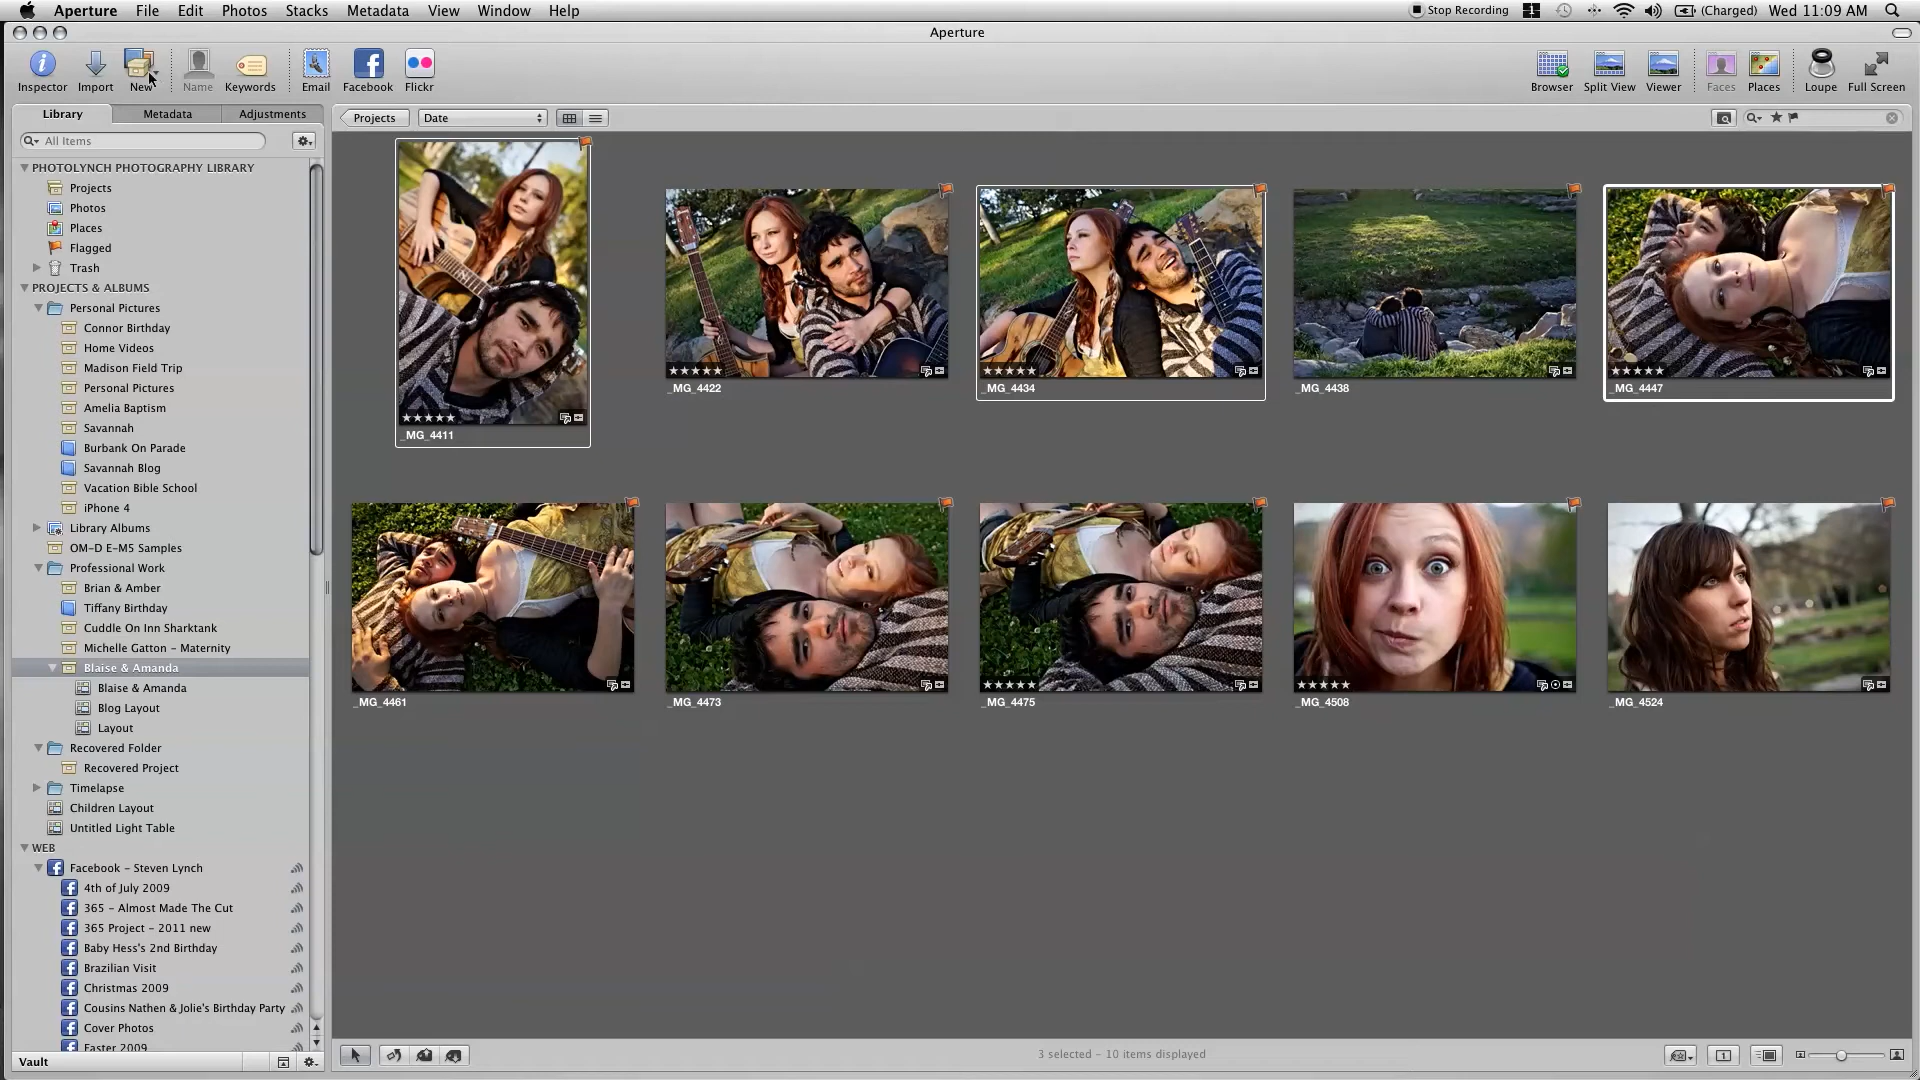 Aperture File Edit Photos Stacks Metadata View Window Help
Stop Recording 1 (Charged) Wed 11:09 AM
Aperture
Inspector Import New Name Keywords Email Facebook Flickr Browser Split View Viewer Faces Places Loupe Full Screen
Library Metadata Adjustments
Projects Date
All Items
PHOTOLYNCH PHOTOGRAPHY LIBRARY
Projects
Photos
Places
Flagged
Trash
PROJECTS & ALBUMS
Personal Pictures
Connor Birthday
Home Videos
Madison Field Trip
Personal Pictures
Amelia Baptism
Savannah
Burbank On Parade
Savannah Blog
Vacation Bible School
iPhone 4
Library Albums
OM-D E-M5 Samples
Professional Work
Brian & Amber
Tiffany Birthday
Cuddle On Inn Sharktank
Michelle Gatton - Maternity
Blaise & Amanda
Blaise & Amanda
Blog Layout
Layout
Recovered Folder
Recovered Project
Timelapse
Children Layout
Untitled Light Table
WEB
Facebook - Steven Lynch
4th of July 2009
365 - Almost Made The Cut
365 Project - 2011 new
Baby Hess's 2nd Birthday
Brazilian Visit
Christmas 2009
Cousins Nathen & Jolie's Birthday Party
Cover Photos
Easter 2009
Vault
_MG_4411
_MG_4422
_MG_4434
_MG_4438
_MG_4447
_MG_4461
_MG_4473
_MG_4475
_MG_4508
_MG_4524
3 selected - 10 items displayed
1